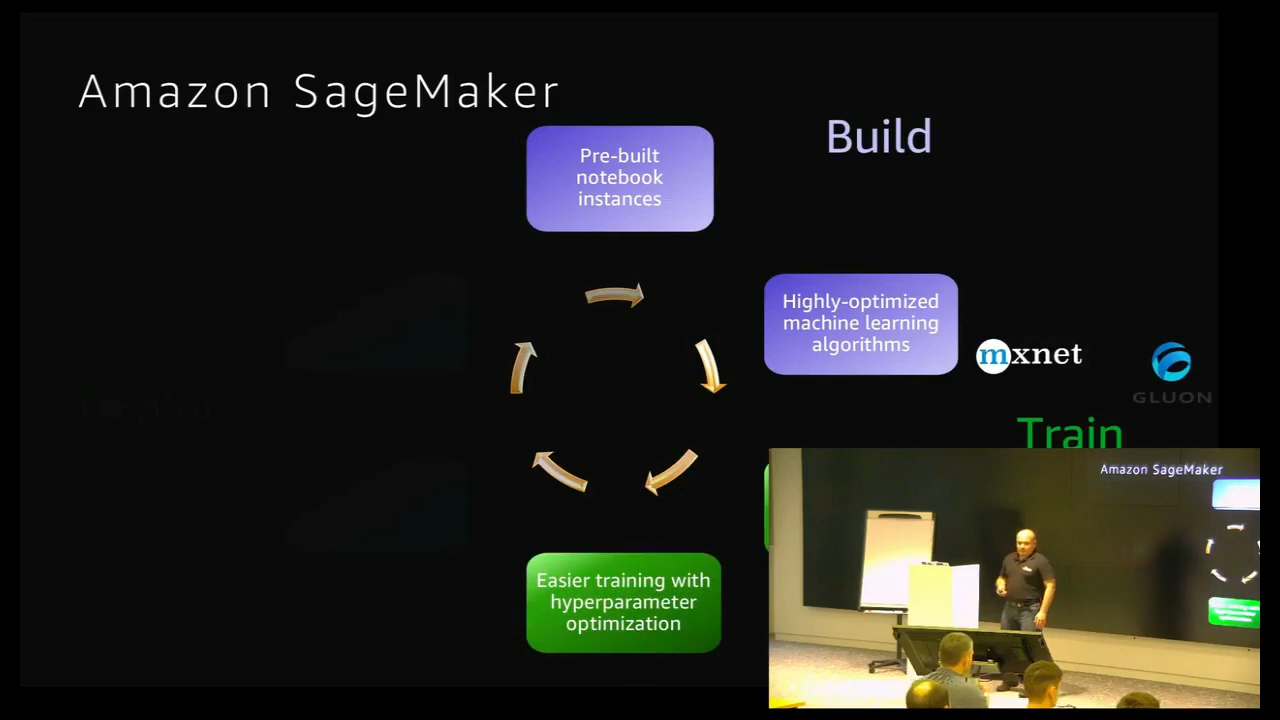 Amazon SageMaker
Build
Pre-built
notebook
instances
Highly-optimized
machine learning
algorithms
mxnet
GLUON
Train
Amazon SageMaker
Easier training with
hyperparameter
optimization